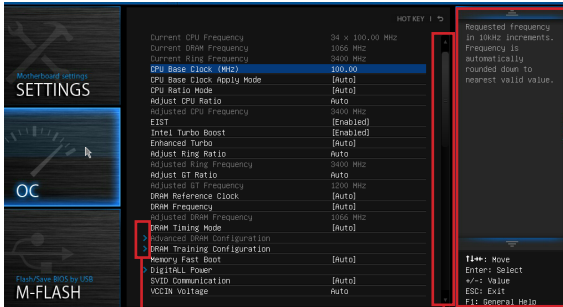 HOT KEY |
Motherboard settings
SETTINGS
OC
Flash/Save BIOS by USB
M-FLASH
Current CPU Frequency 34 x 100.00 MHz
Current DRAM Frequency 1066 MHz
Current Ring Frequency 3400 MHz
CPU Base Clock (MHz) 100.00
CPU Base Clock Apply Mode [Auto]
CPU Ratio Mode [Auto]
Adjust CPU Ratio Auto
Adjusted CPU Frequency 3400 MHz
EIST [Enabled]
Intel Turbo Boost [Enabled]
Enhanced Turbo [Auto]
Adjust Ring Ratio Auto
Adjusted Ring Frequency 3400 MHz
Adjust GT Ratio Auto
Adjusted GT Frequency 1200 MHz
DRAM Reference Clock [Auto]
DRAM Frequency [Auto]
Adjusted DRAM Frequency 1066 MHz
DRAM Timing Mode [Auto]
> Advanced DRAM Configuration
> DRAM Training Configuration
Memory Fast Boot [Auto]
> DigitALL Power
SVID Communication [Auto]
VCCIN Voltage Auto
Requested frequency
in 10kHz increments.
Frequency is
automatically
rounded down to
nearest valid value.
↑↓←→: Move
Enter: Select
+/-: Value
ESC: Exit
F1: General Help